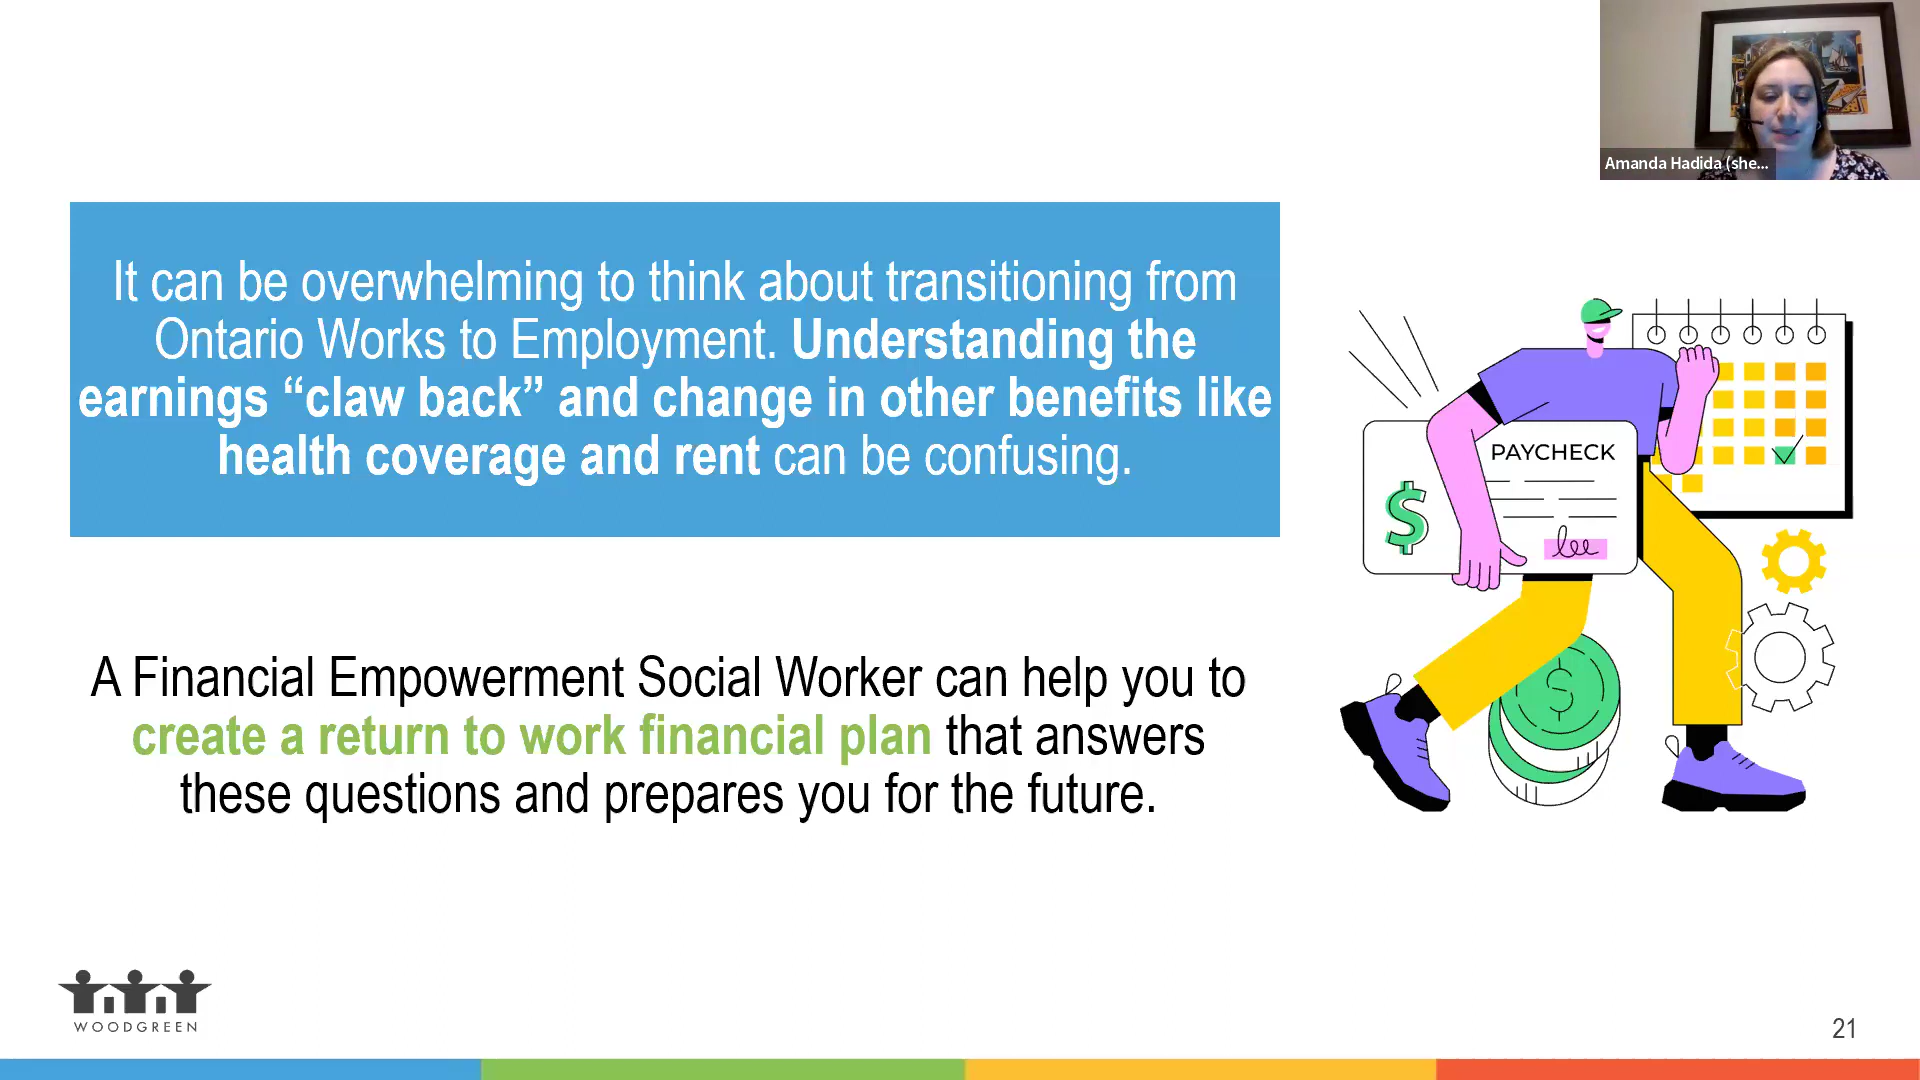 Amanda Hadida (she...
It can be overwhelming to think about transitioning from
Ontario Works to Employment. Understanding the
earnings “claw back” and change in other benefits like
health coverage and rent can be confusing.
PAYCHECK
$
lee
$
A Financial Empowerment Social Worker can help you to
create a return to work financial plan that answers
these questions and prepares you for the future.
WOODGREEN
21